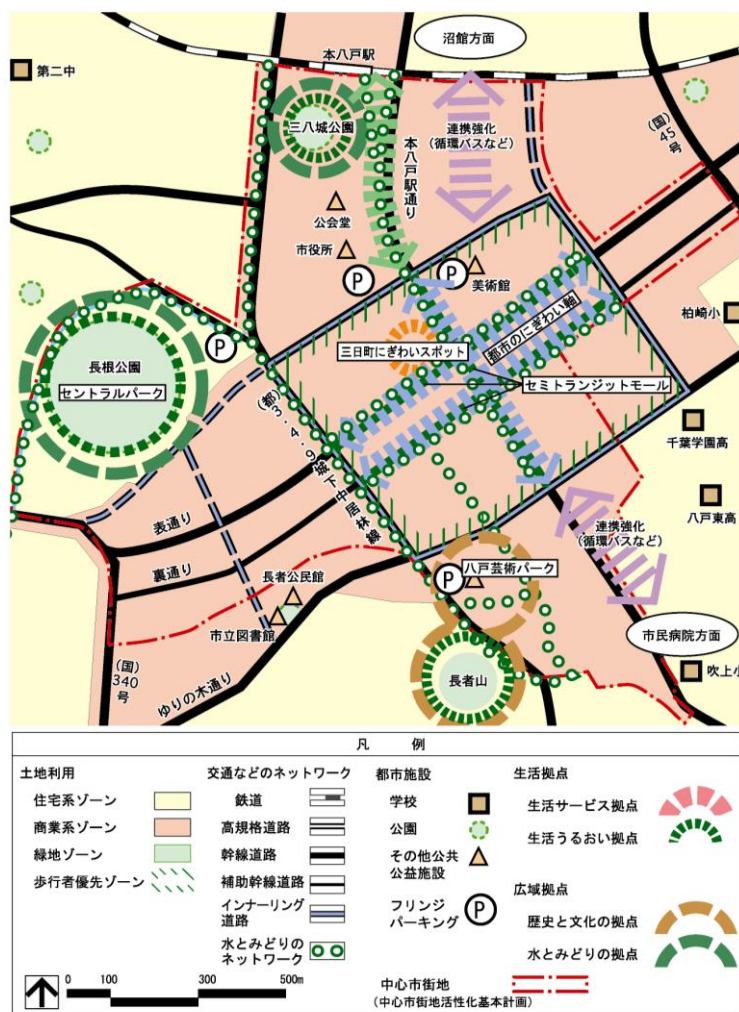 沼館方面
本八戸駅
第二中
三八城公園
連携強化
(循環バスなど)
(国)
45
号
本八戸駅通り
公会堂
市役所
P
P
美術館
柏崎小
P
三日町にぎわいスポット
都市のにぎわい軸
長根公園
セントラルパーク
セミトランジットモール
千葉学園高
(都)3・4・9城下中居林線
八戸東高
表通り
連携強化
(循環バスなど)
裏通り
八戸芸術パーク
P
長者公民館
市立図書館
市民病院方面
(国)
340
号
ゆりの木通り
長者山
吹上小
凡 例
土地利用
住宅系ゾーン
商業系ゾーン
緑地ゾーン
歩行者優先ゾーン
交通などのネットワーク
鉄道
高規格道路
幹線道路
補助幹線道路
インナーリング
道路
水とみどりの
ネットワーク
都市施設
学校
公園
その他公共
公益施設
フリンジ
パーキング
P
生活拠点
生活サービス拠点
生活うるおい拠点
広域拠点
歴史と文化の拠点
水とみどりの拠点
中心市街地
(中心市街地活性化基本計画)
0 100 300 500m